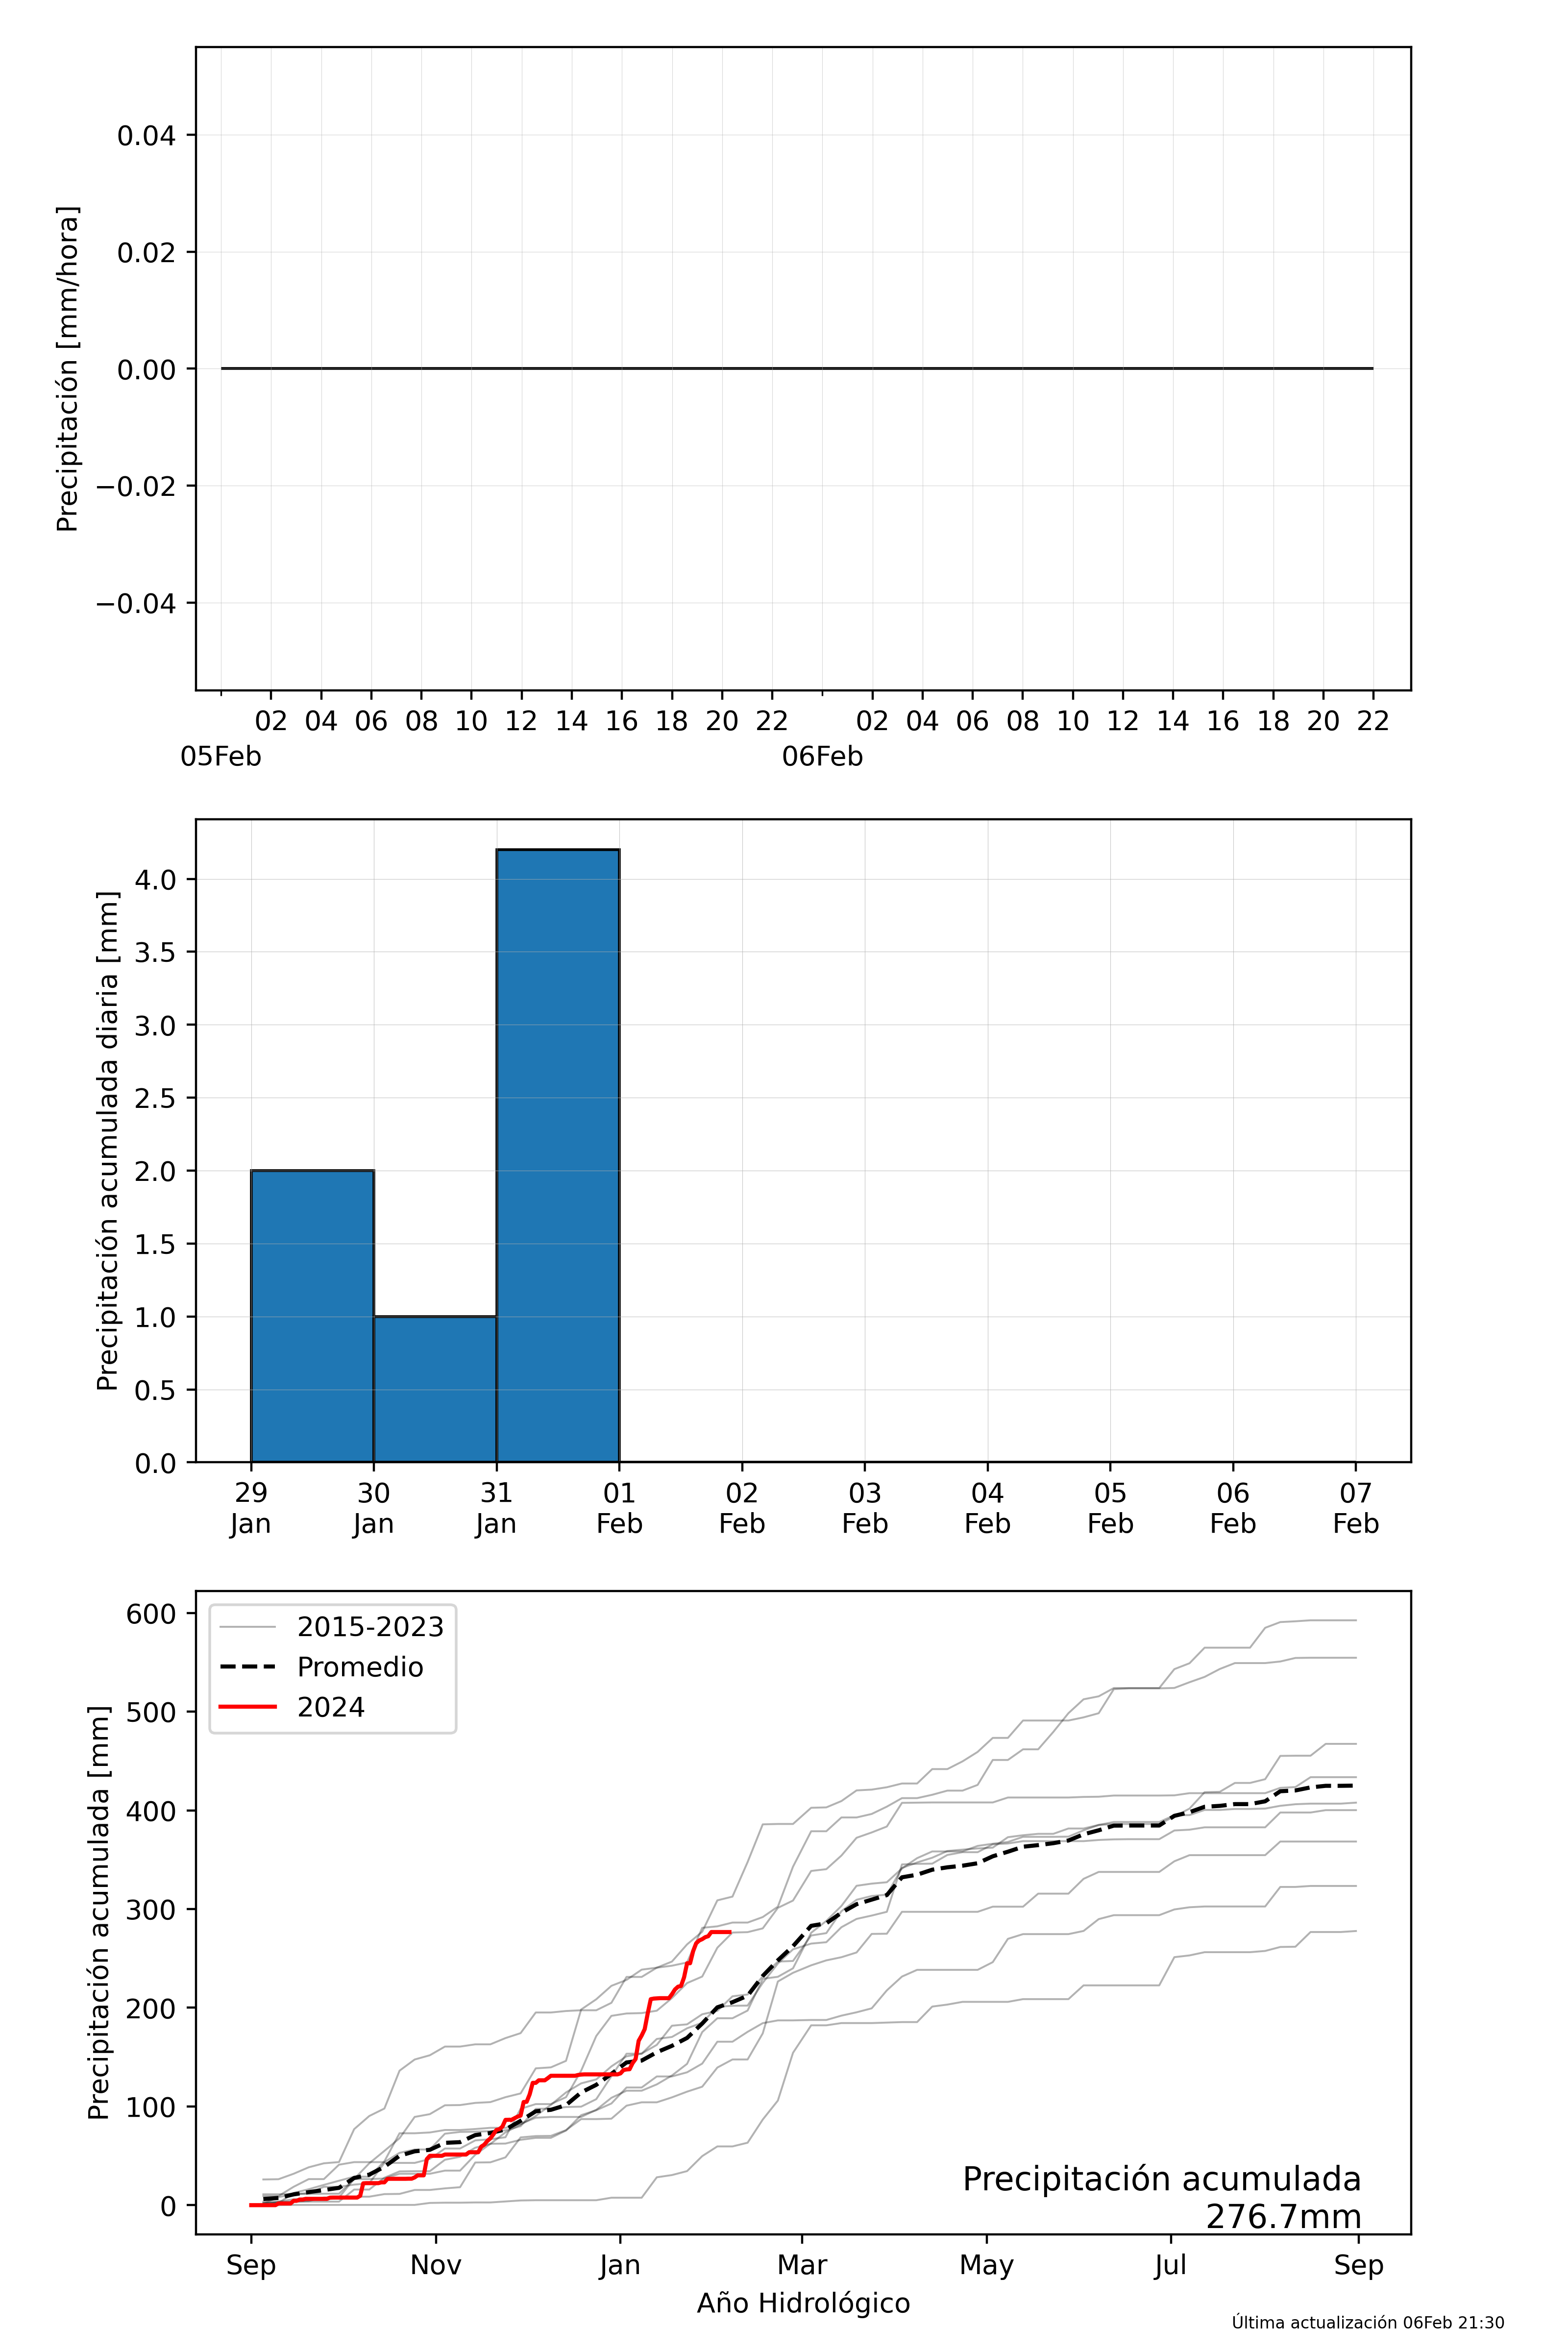 Precipitación [mm/hora]
0.04
0.02
0.00
−0.02
−0.04
02 04 06 08 10 12 14 16 18 20 22 02 04 06 08 10 12 14 16 18 20 22
05Feb 06Feb
Precipitación acumulada diaria [mm]
4.0
3.5
3.0
2.5
2.0
1.5
1.0
0.5
0.0
29 30 31 01 02 03 04 05 06 07
Jan Jan Jan Feb Feb Feb Feb Feb Feb Feb
Precipitación acumulada [mm]
600
500
400
300
200
100
0
2015-2023
Promedio
2024
Precipitación acumulada
276.7mm
Sep Nov Jan Mar May Jul Sep
Año Hidrológico
Última actualización 06Feb 21:30